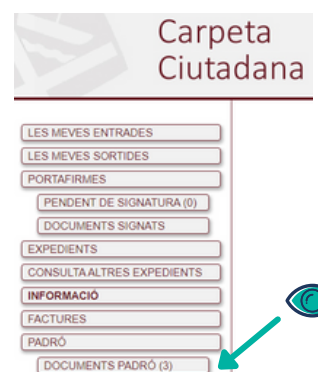 Carpeta
Ciutadana
LES MEVES ENTRADES
LES MEVES SORTIDES
PORTAFIRMES
PENDENT DE SIGNATURA (0)
DOCUMENTS SIGNATS
EXPEDIENTS
CONSULTA ALTRES EXPEDIENTS
INFORMACIÓ
FACTURES
PADRÓ
DOCUMENTS PADRÓ (3)